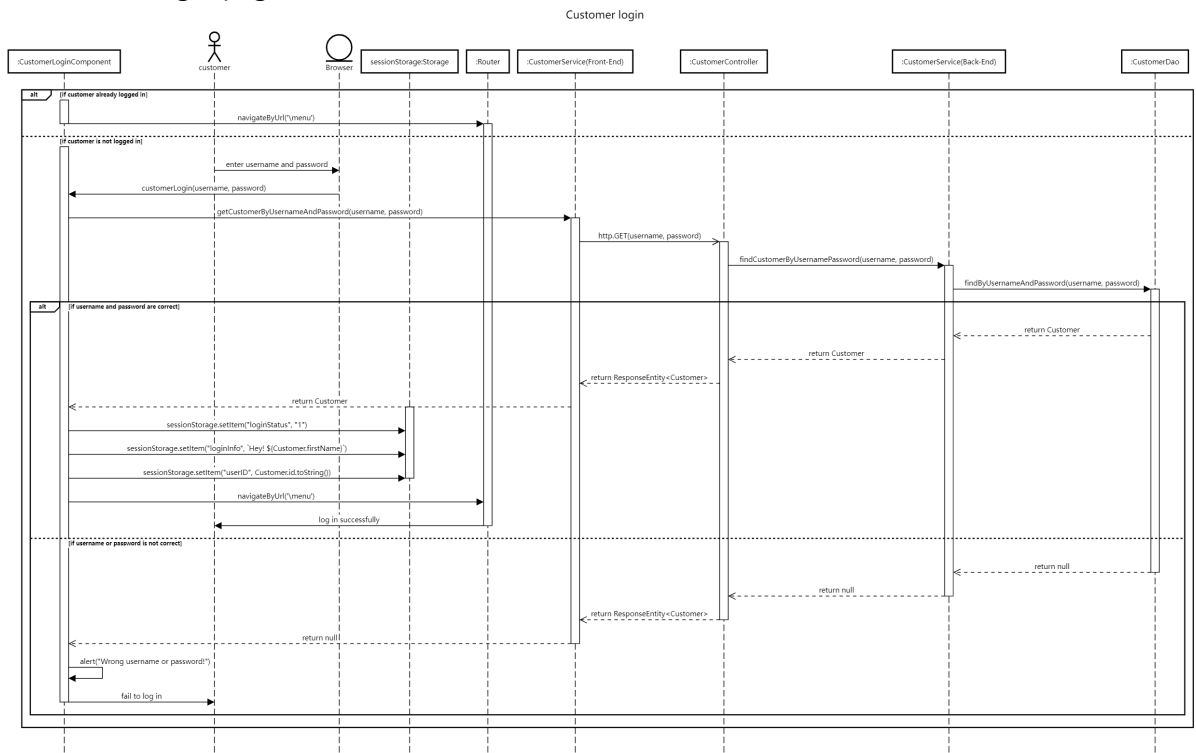 Customer login
:CustomerLoginComponent
customer
Browser
sessionStorage:Storage
:Router
:CustomerService(Front-End)
:CustomerController
:CustomerService(Back-End)
:CustomerDao
alt
[if customer already logged in]
navigateByUrl('\menu')
[if customer is not logged in]
enter username and password
customerLogin(username, password)
getCustomerByUsernameAndPassword(username, password)
http.GET(username, password)
findCustomerByUsernamePassword(username, password)
findByUsernameAndPassword(username, password)
alt
[if username and password are correct]
return Customer
return Customer
return ResponseEntity<Customer>
return Customer
sessionStorage.setItem("loginStatus", "1")
sessionStorage.setItem("loginInfo", `Hey! ${Customer.firstName}`)
sessionStorage.setItem("userID", Customer.id.toString())
navigateByUrl('\menu')
log in successfully
[if username or password is not correct]
return null
return null
return ResponseEntity<Customer>
return null
alert("Wrong username or password!")
fail to log in